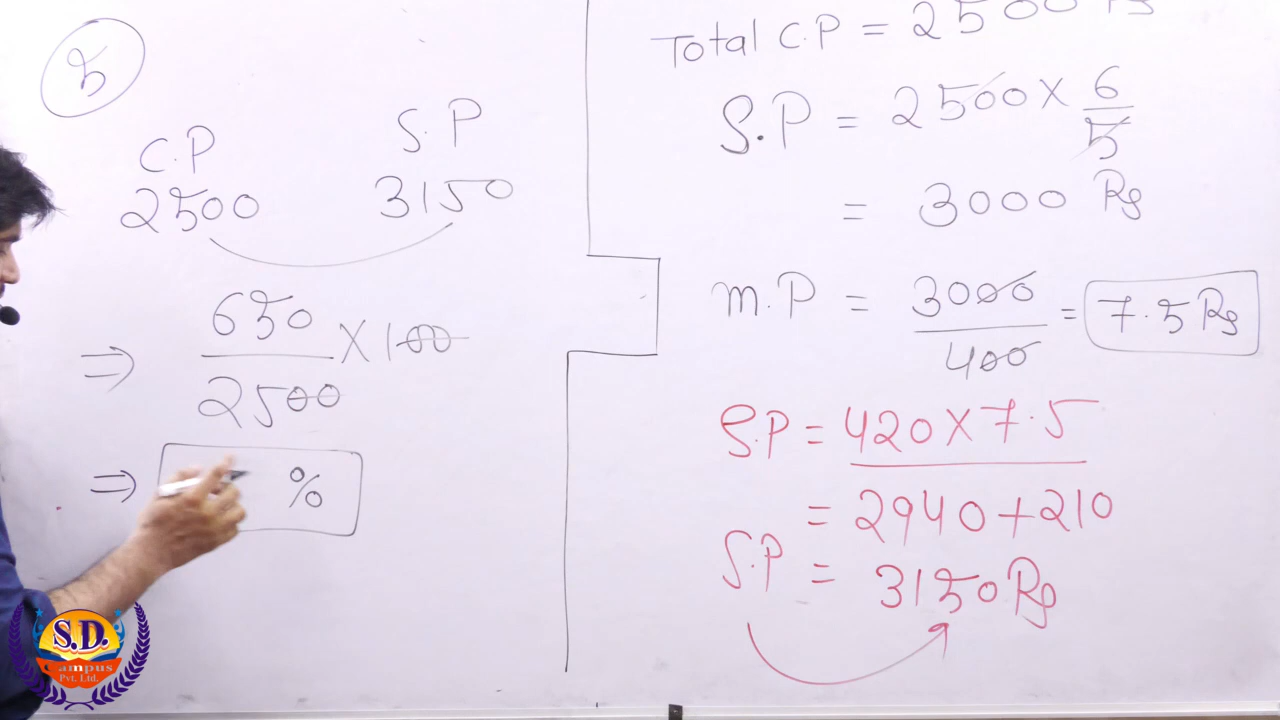 5
C.P S.P
2500 3150
⇒ 650/2500 × 100
⇒ %
Total C.P = 2500 Rs
S.P = 2500 × 6/5
= 3000 Rs
M.P = 3000/400 = 7.5 Rs
S.P = 420 × 7.5
= 2940 + 210
S.P = 3150 Rs
S.D.
Campus
Pvt. Ltd.